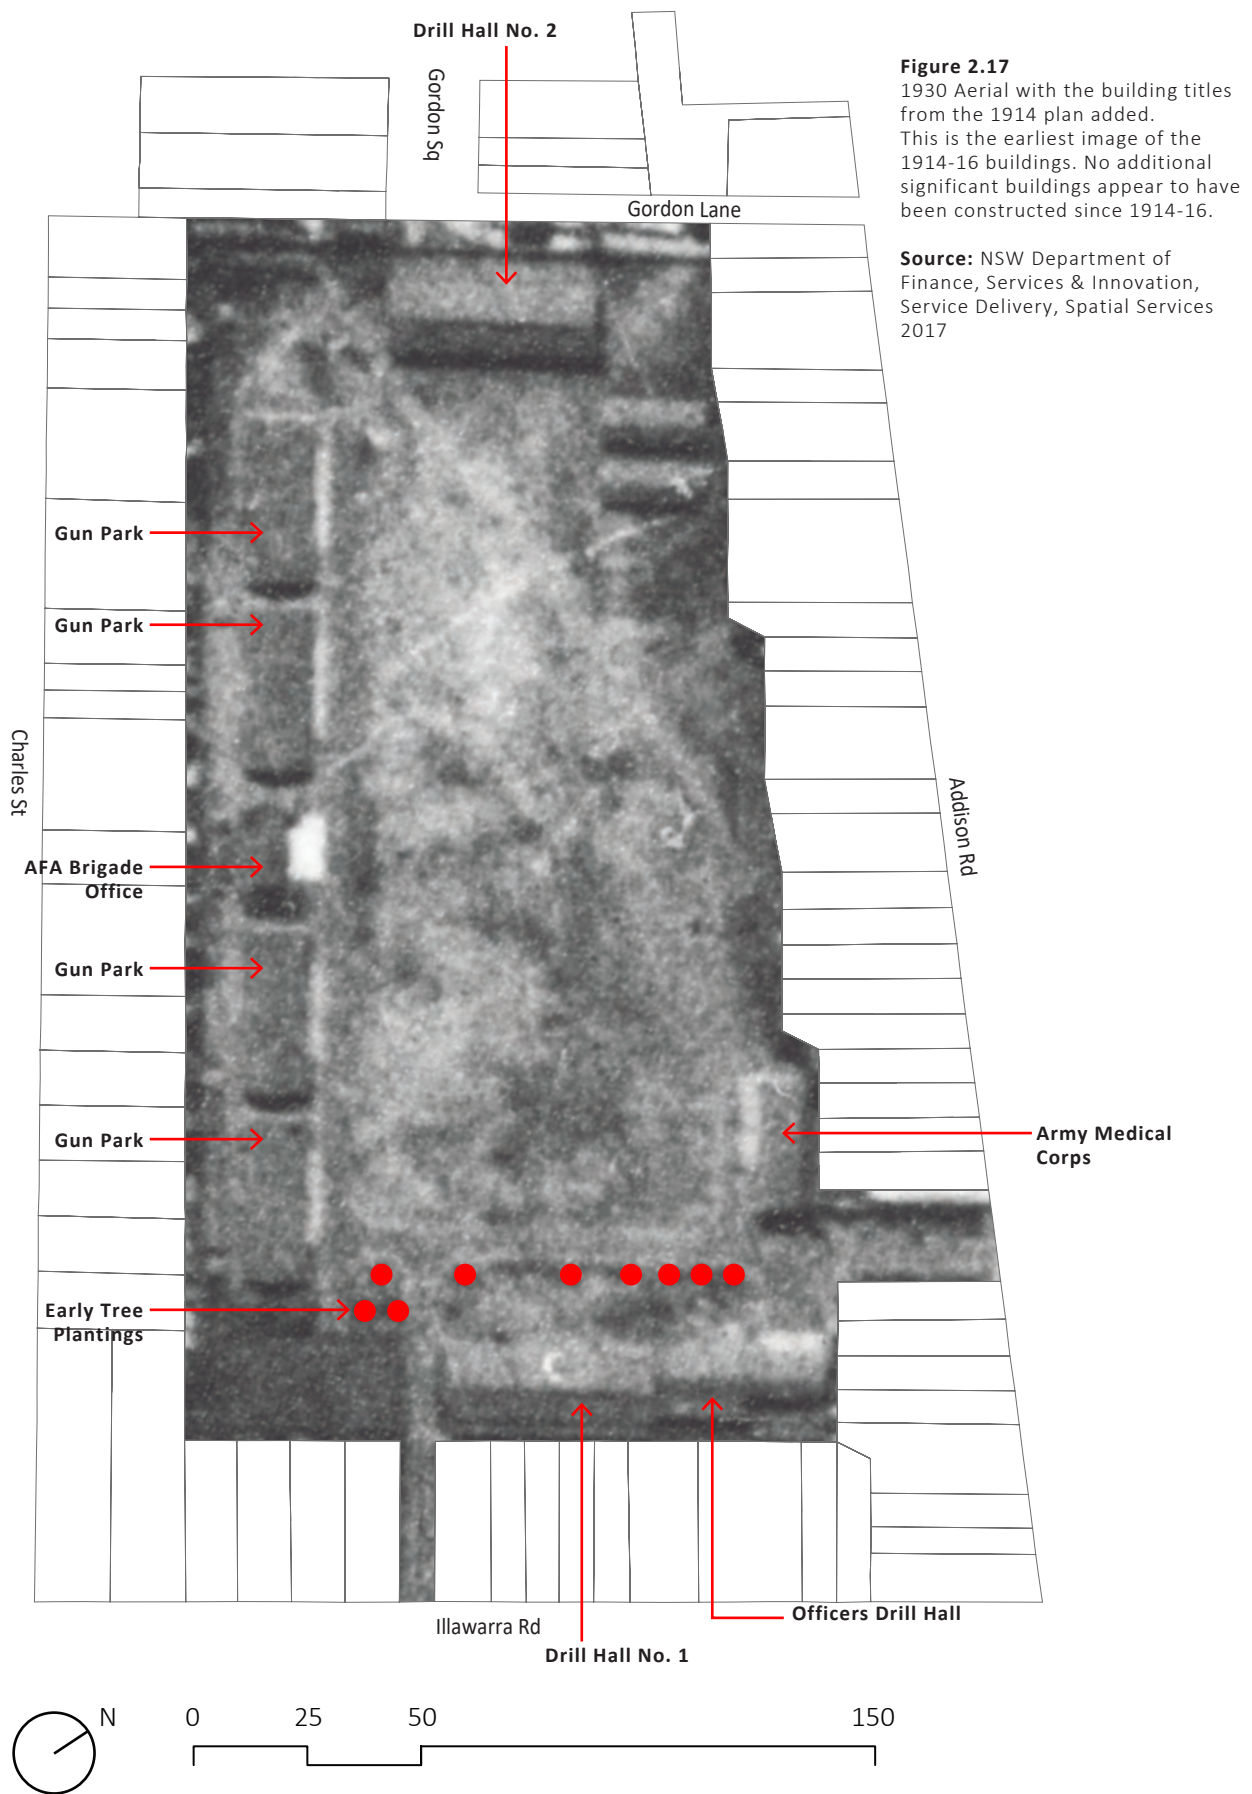 Drill Hall No. 2
Gordon Sq
Figure 2.17
1930 Aerial with the building titles
from the 1914 plan added.
This is the earliest image of the
1914-16 buildings. No additional
significant buildings appear to have
been constructed since 1914-16.
Source: NSW Department of
Finance, Services & Innovation,
Service Delivery, Spatial Services
2017
Gordon Lane
Gun Park
Gun Park
Charles St
Addison Rd
AFA Brigade
Office
Gun Park
Gun Park
Army Medical
Corps
Early Tree
Plantings
Officers Drill Hall
Illawarra Rd
Drill Hall No. 1
N
0 25 50 150